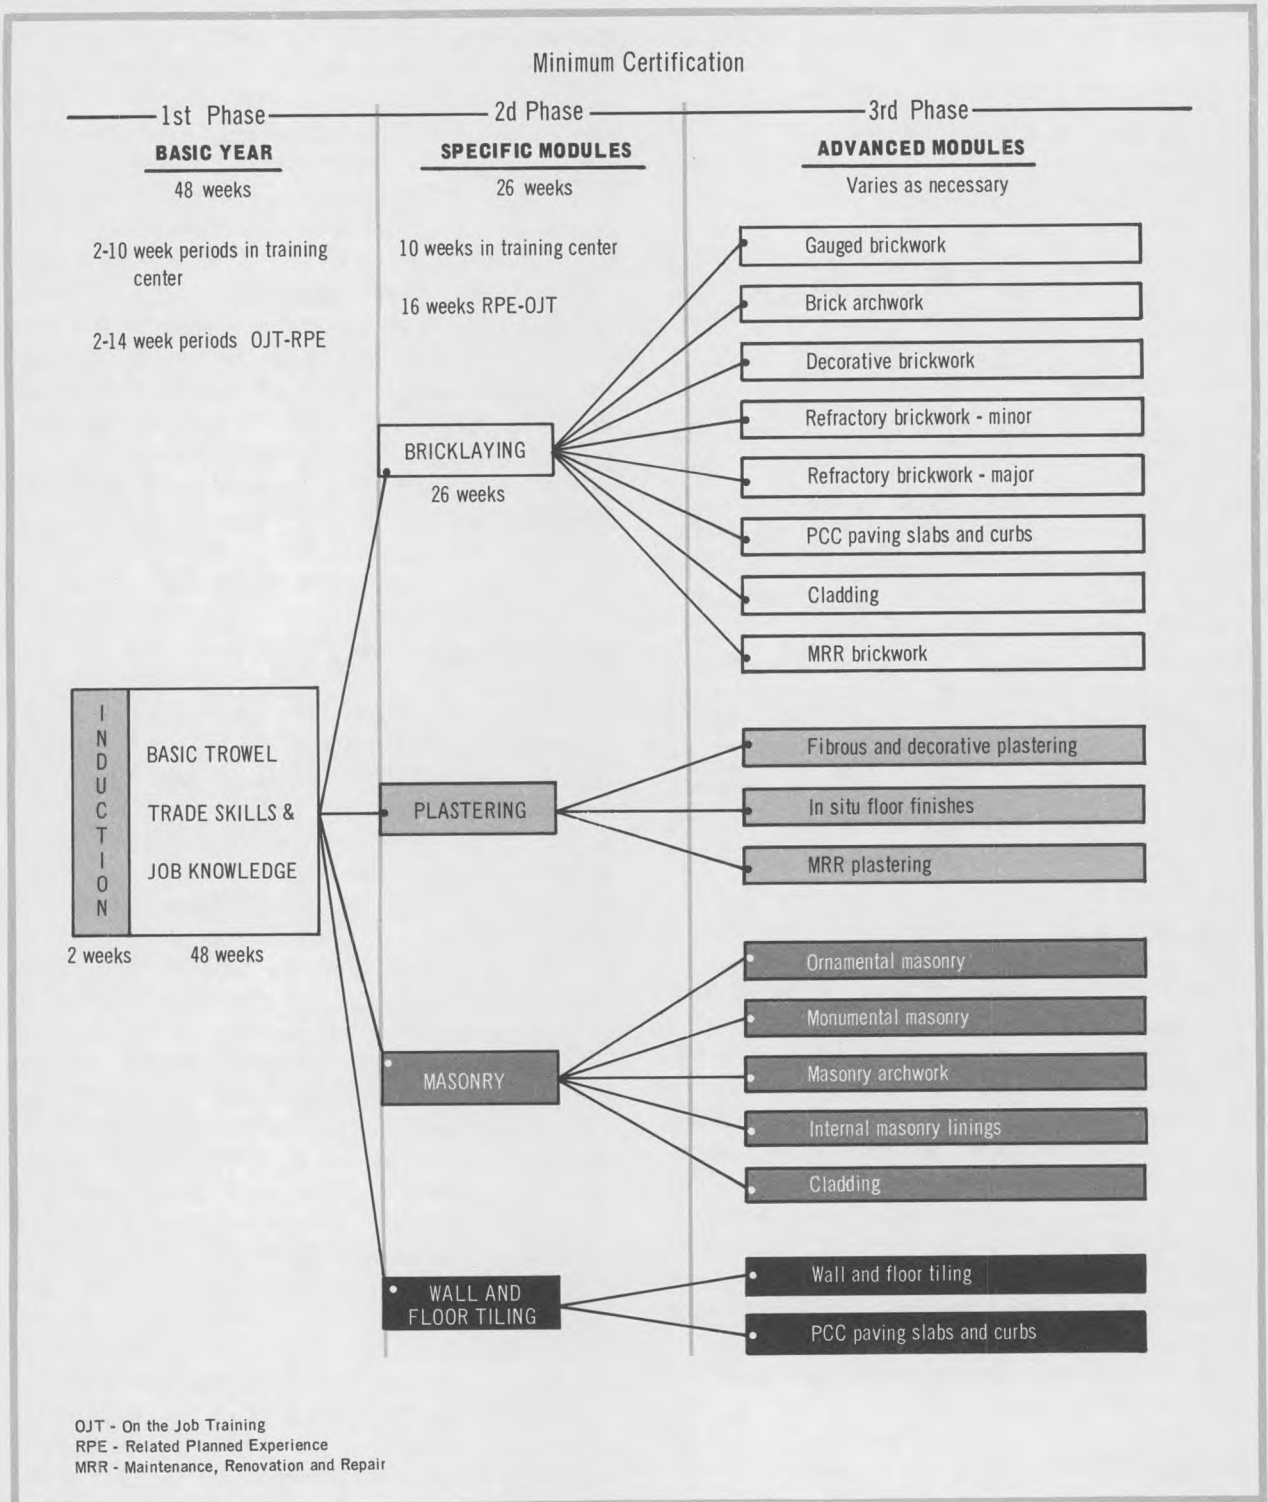 Minimum Certification
1st Phase
2d Phase
3rd Phase
BASIC YEAR
SPECIFIC MODULES
ADVANCED MODULES
48 weeks
26 weeks
Varies as necessary
2-10 week periods in training
center
2-14 week periods OJT-RPE
10 weeks in training center
16 weeks RPE-OJT
INDUCTION
BASIC TROWEL
TRADE SKILLS &
JOB KNOWLEDGE
2 weeks
48 weeks
BRICKLAYING
26 weeks
Gauged brickwork
Brick archwork
Decorative brickwork
Refractory brickwork - minor
Refractory brickwork - major
PCC paving slabs and curbs
Cladding
MRR brickwork
PLASTERING
Fibrous and decorative plastering
In situ floor finishes
MRR plastering
MASONRY
Ornamental masonry
Monumental masonry
Masonry archwork
Internal masonry linings
Cladding
WALL AND
FLOOR TILING
Wall and floor tiling
PCC paving slabs and curbs
OJT - On the Job Training
RPE - Related Planned Experience
MRR - Maintenance, Renovation and Repair